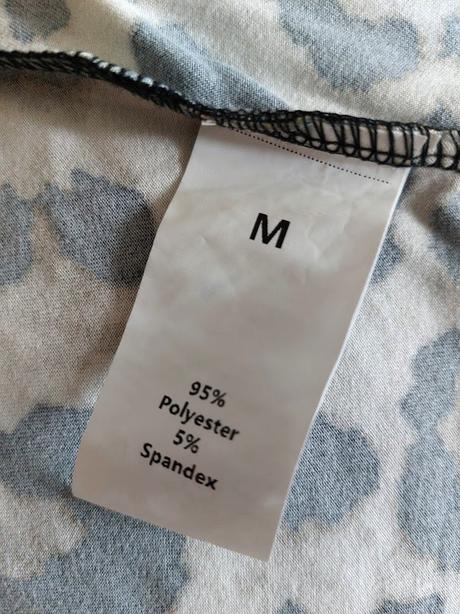 M
95%
Polyester
5%
Spandex